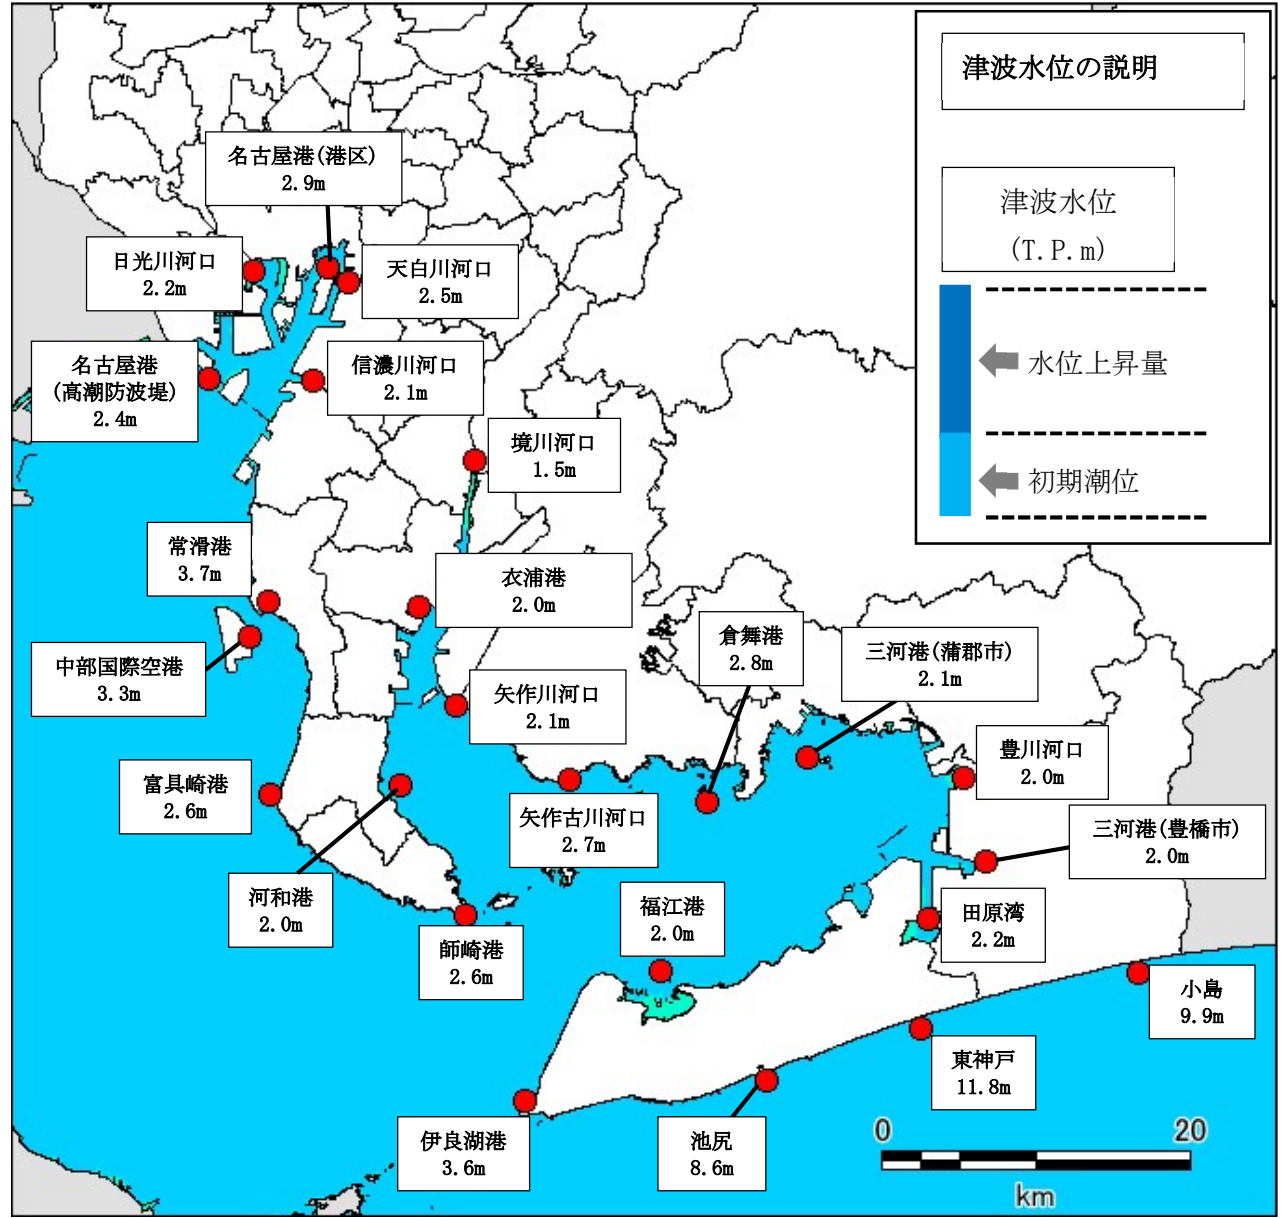 津波水位の説明
津波水位
(T.P.m)
水位上昇量
初期潮位
名古屋港(港区)
2.9m
日光川河口
2.2m
天白川河口
2.5m
名古屋港
(高潮防波堤)
2.4m
信濃川河口
2.1m
境川河口
1.5m
常滑港
3.7m
衣浦港
2.0m
中部国際空港
3.3m
倉舞港
2.8m
三河港(蒲郡市)
2.1m
矢作川河口
2.1m
豊川河口
2.0m
富具崎港
2.6m
矢作古川河口
2.7m
三河港(豊橋市)
2.0m
河和港
2.0m
師崎港
2.6m
福江港
2.0m
田原湾
2.2m
小島
9.9m
東神戸
11.8m
伊良湖港
3.6m
池尻
8.6m
0
20
km